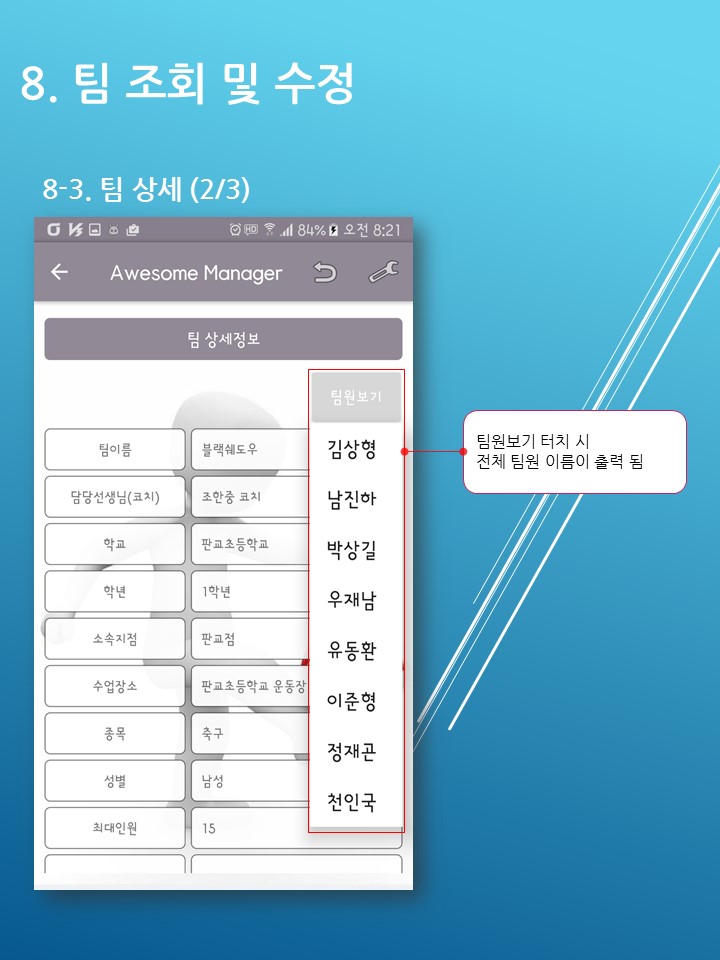 8. 팀 조회 및 수정
8-3. 팀 상세 (2/3)
HD 84% 오전 8:21
Awesome Manager
팀 상세정보
팀원보기
팀이름 블랙쉐도우
담당선생님(코치) 조한중 코치
학교 판교초등학교
학년 1학년
소속지점 판교점
수업장소 판교초등학교 운동장
종목 축구
성별 남성
최대인원 15
김상형
남진하
박상길
우재남
유동환
이준형
정재곤
천인국
팀원보기 터치 시
전체 팀원 이름이 출력 됨